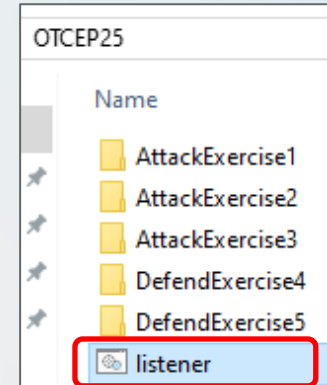 OTCEP25
Name
AttackExercise1
AttackExercise2
AttackExercise3
DefendExercise4
DefendExercise5
listener